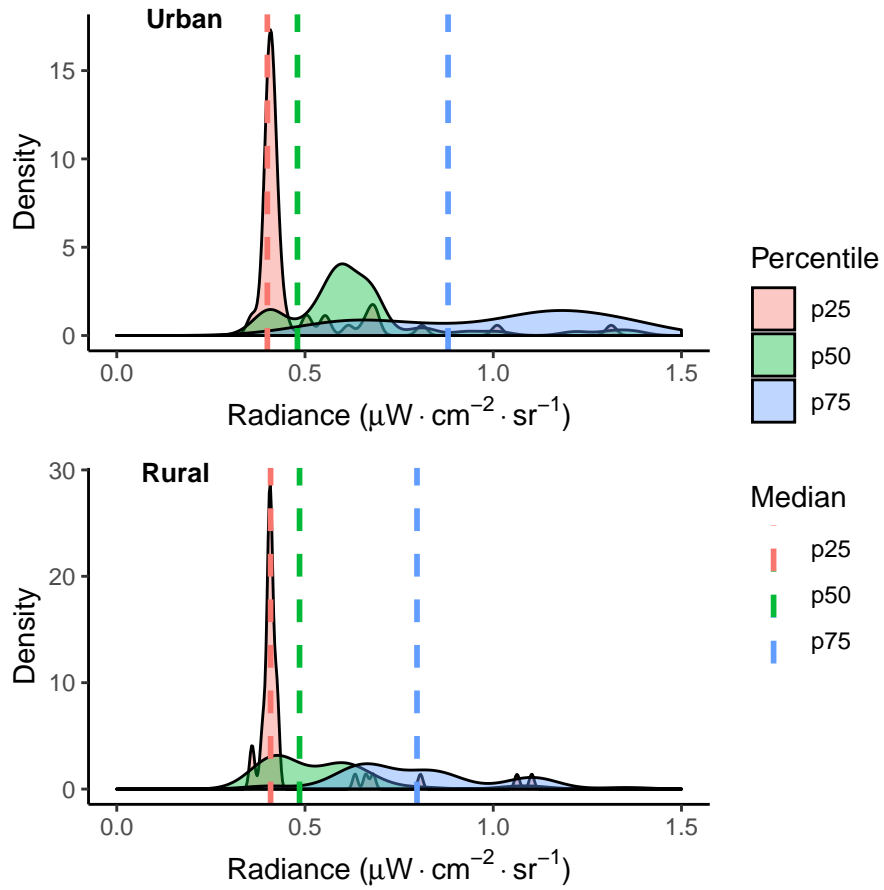 Urban
15
10
5
0
Density
0.0 0.5 1.0 1.5
Radiance (μW · cm⁻² · sr⁻¹)
Percentile
p25
p50
p75
Rural
30
20
10
0
Density
0.0 0.5 1.0 1.5
Radiance (μW · cm⁻² · sr⁻¹)
Median
p25
p50
p75